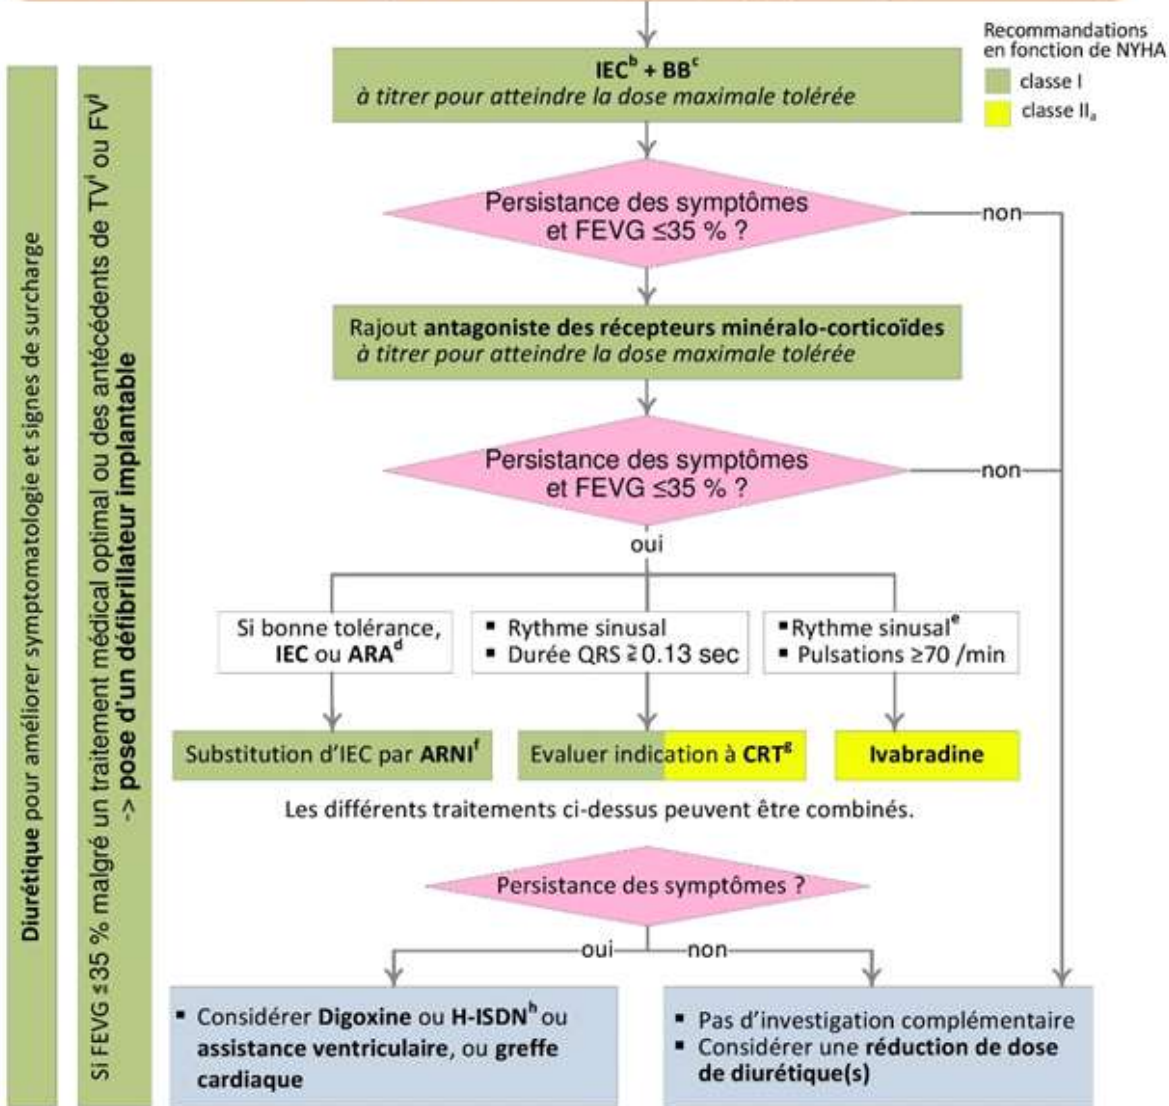 Recommandations
en fonction de NYHA
classe I
classe IIₐ
Diurétique pour améliorer symptomatologie et signes de surcharge
Si FEVG ≤35 % malgré un traitement médical optimal ou des antécédents de TVⁱ ou FVʲ
-> pose d'un défibrillateur implantable
IECᵇ + BBᶜ
à titrer pour atteindre la dose maximale tolérée
Persistance des symptômes
et FEVG ≤35 % ?
non
Rajout antagoniste des récepteurs minéralo-corticoïdes
à titrer pour atteindre la dose maximale tolérée
Persistance des symptômes
et FEVG ≤35 % ?
non
oui
Si bonne tolérance,
IEC ou ARAᵈ
▪ Rythme sinusal
▪ Durée QRS ≧0.13 sec
▪Rythme sinusalᵉ
▪ Pulsations ≥70 /min
Substitution d'IEC par ARNIᶠ
Evaluer indication à CRTᵍ
Ivabradine
Les différents traitements ci-dessus peuvent être combinés.
Persistance des symptômes ?
oui
non
▪ Considérer Digoxine ou H-ISDNʰ ou
assistance ventriculaire, ou greffe
cardiaque
▪ Pas d'investigation complémentaire
▪ Considérer une réduction de dose
de diurétique(s)